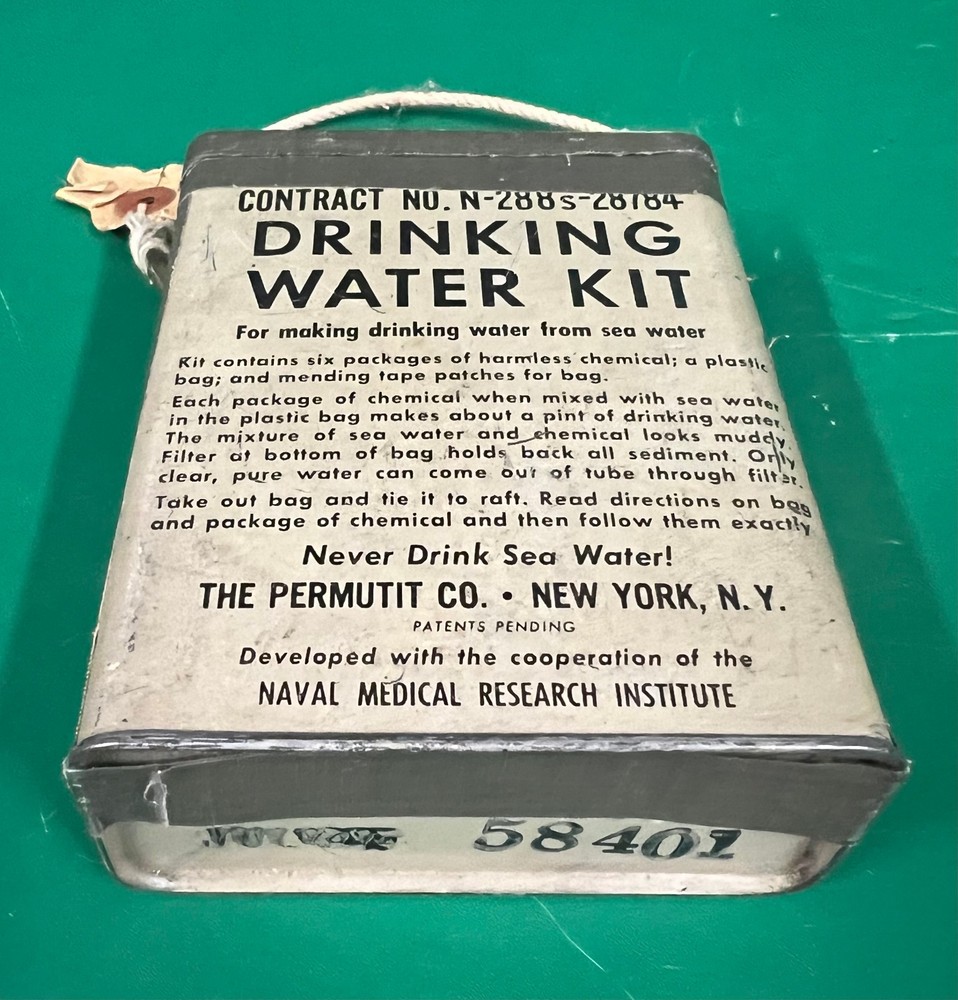 CONTRACT NO. N-288s-28784
DRINKING
WATER KIT
For making drinking water from sea water
Kit contains six packages of harmless chemical; a plastic
bag; and mending tape patches for bag.
Each package of chemical when mixed with sea water
in the plastic bag makes about a pint of drinking water.
The mixture of sea water and chemical looks muddy.
Filter at bottom of bag holds back all sediment. Only
clear, pure water can come out of tube through filter.
Take out bag and tie it to raft. Read directions on bag
and package of chemical and then follow them exactly
Never Drink Sea Water!
THE PERMUTIT CO. • NEW YORK, N.Y.
PATENTS PENDING
Developed with the cooperation of the
NAVAL MEDICAL RESEARCH INSTITUTE
58401